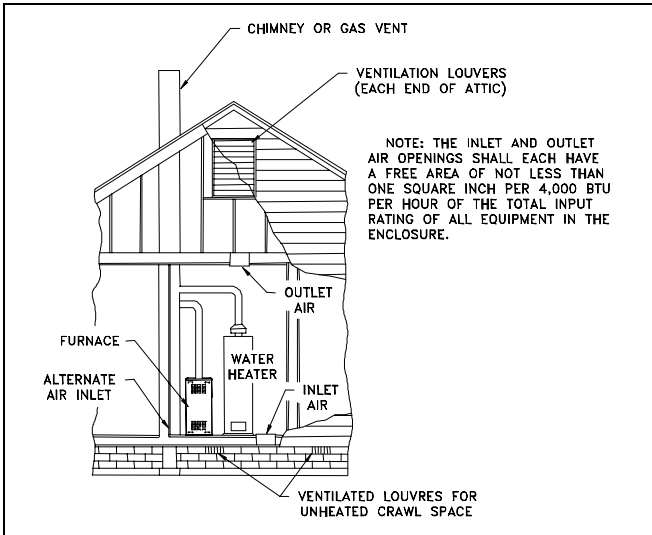 CHIMNEY OR GAS VENT
VENTILATION LOUVERS
(EACH END OF ATTIC)
NOTE: THE INLET AND OUTLET
AIR OPENINGS SHALL EACH HAVE
A FREE AREA OF NOT LESS THAN
ONE SQUARE INCH PER 4,000 BTU
PER HOUR OF THE TOTAL INPUT
RATING OF ALL EQUIPMENT IN THE
ENCLOSURE.
OUTLET
AIR
FURNACE
WATER
HEATER
ALTERNATE
AIR INLET
INLET
AIR
VENTILATED LOUVRES FOR
UNHEATED CRAWL SPACE